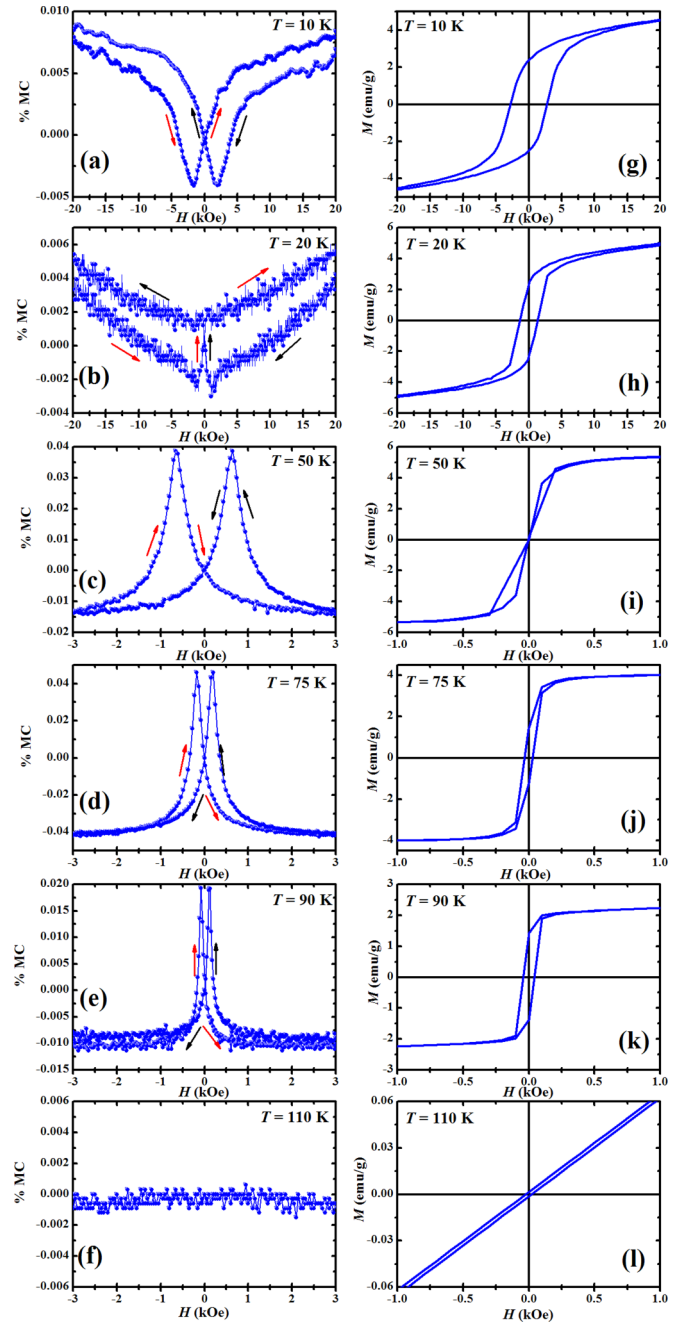 % MC
0.010
0.005
0.000
-0.005
T = 10 K
(a)
-20 -15 -10 -5 0 5 10 15 20
H (kOe)
M (emu/g)
4
2
0
-2
-4
T = 10 K
(g)
-20 -15 -10 -5 0 5 10 15 20
H (kOe)
% MC
0.006
0.004
0.002
0.000
-0.002
-0.004
T = 20 K
(b)
-20 -15 -10 -5 0 5 10 15 20
H (kOe)
M (emu/g)
6
4
2
0
-2
-4
-6
T = 20 K
(h)
-20 -15 -10 -5 0 5 10 15 20
H (kOe)
% MC
0.04
0.03
0.02
0.01
0.00
-0.01
-0.02
T = 50 K
(c)
-3 -2 -1 0 1 2 3
H (kOe)
M (emu/g)
6
4
2
0
-2
-4
-6
T = 50 K
(i)
-1.0 -0.5 0.0 0.5 1.0
H (kOe)
% MC
0.04
0.02
0.00
-0.02
-0.04
T = 75 K
(d)
-3 -2 -1 0 1 2 3
H (kOe)
M (emu/g)
4
2
0
-2
-4
T = 75 K
(j)
-1.0 -0.5 0.0 0.5 1.0
H (kOe)
% MC
0.020
0.015
0.010
0.005
0.000
-0.005
-0.010
-0.015
T = 90 K
(e)
-3 -2 -1 0 1 2 3
H (kOe)
M (emu/g)
3
2
1
0
-1
-2
-3
T = 90 K
(k)
-1.0 -0.5 0.0 0.5 1.0
H (kOe)
% MC
0.006
0.004
0.002
0.000
-0.002
-0.004
-0.006
T = 110 K
(f)
-3 -2 -1 0 1 2 3
H (kOe)
M (emu/g)
0.06
0.03
0.00
-0.03
-0.06
T = 110 K
(l)
-1.0 -0.5 0.0 0.5 1.0
H (kOe)